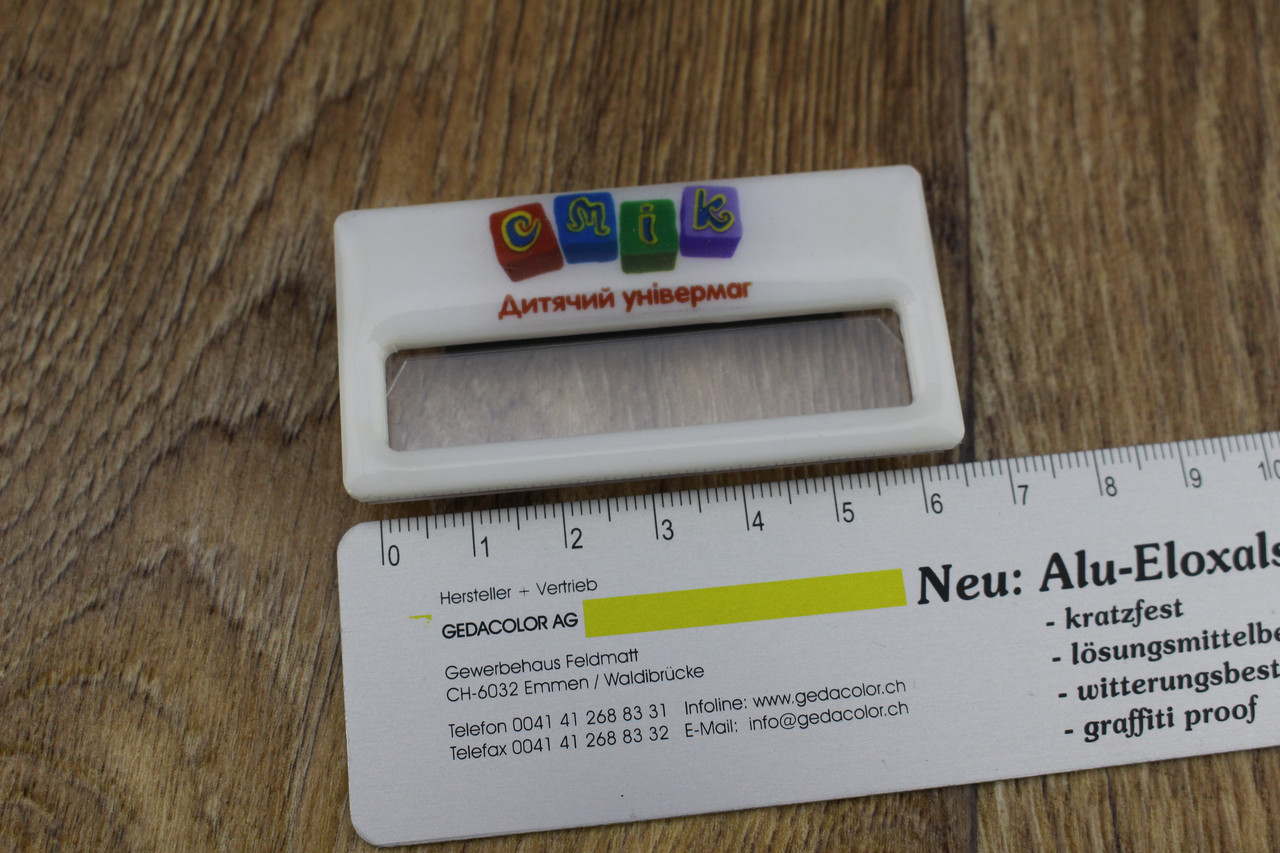 смік
Дитячий універмаг
0 1 2 3 4 5 6 7 8 9 10
Hersteller + Vertrieb
GEDACOLOR AG
Gewerbehaus Feldmatt
CH-6032 Emmen / Waldibrücke
Telefon 0041 41 268 83 31 Infoline: www.gedacolor.ch
Telefax 0041 41 268 83 32 E-Mail: info@gedacolor.ch
Neu: Alu-Eloxals
- kratzfest
- lösungsmittelbe
- witterungsbest
- graffiti proof